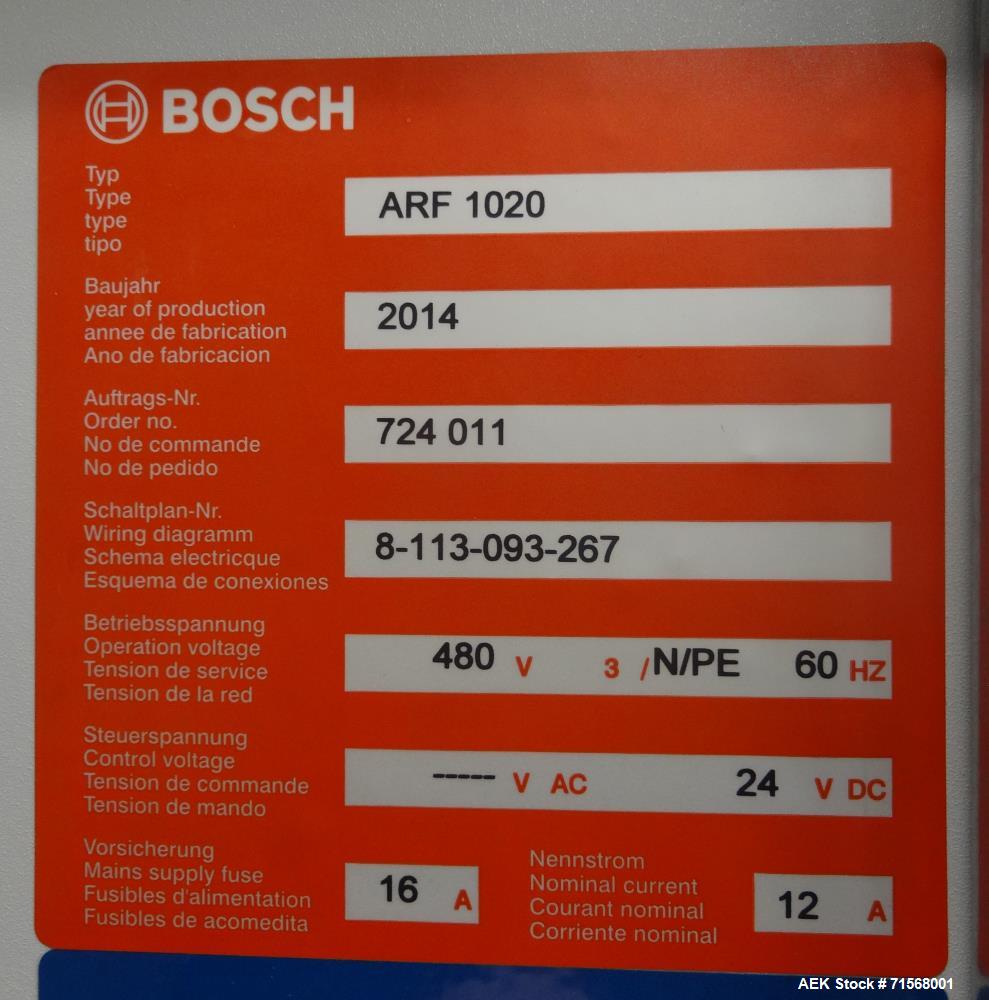 BOSCH
Typ
Type
type
tipo
ARF 1020
Baujahr
year of production
annee de fabrication
Ano de fabricacion
2014
Auftrags-Nr.
Order no.
No de commande
No de pedido
724 011
Schaltplan-Nr.
Wiring diagramm
Schema electricque
Esquema de conexiones
8-113-093-267
Betriebsspannung
Operation voltage
Tension de service
Tension de la red
480 V 3 / N/PE 60 HZ
Steuerspannung
Control voltage
Tension de commande
Tension de mando
----- V AC 24 V DC
Vorsicherung
Mains supply fuse
Fusibles d'alimentation
Fusibles de acomedita
16 A
Nennstrom
Nominal current
Courant nominal
Corriente nominal
12 A
AEK Stock # 71568001